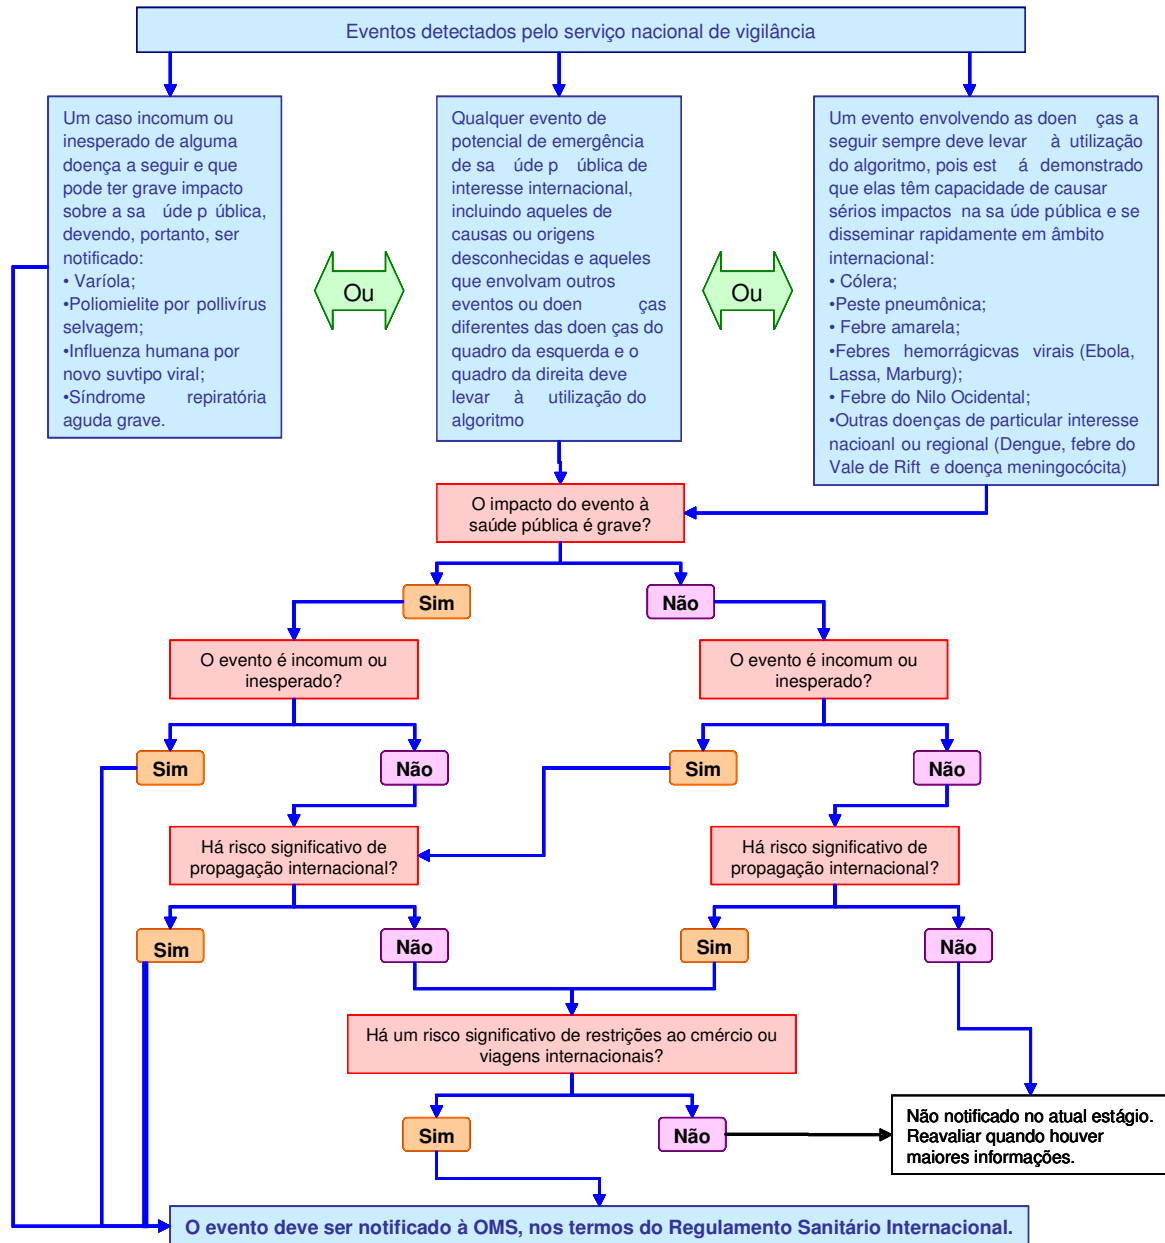 Eventos detectados pelo serviço nacional de vigilância
Um caso incomum ou
inesperado de alguma
doença a seguir e que
pode ter grave impacto
sobre a sa úde p ública,
devendo, portanto, ser
notificado:
• Varíola;
•Poliomielite por pollivírus
selvagem;
•Influenza humana por
novo suvtipo viral;
•Síndrome repiratória
aguda grave.
Ou
Qualquer evento de
potencial de emergência
de sa úde p ública de
interesse internacional,
incluindo aqueles de
causas ou origens
desconhecidas e aqueles
que envolvam outros
eventos ou doen ças
diferentes das doen ças do
quadro da esquerda e o
quadro da direita deve
levar à utilização do
algoritmo
Ou
Um evento envolvendo as doen ças a
seguir sempre deve levar à utilização
do algoritmo, pois est á demonstrado
que elas têm capacidade de causar
sérios impactos na sa úde pública e se
disseminar rapidamente em âmbito
internacional:
• Cólera;
•Peste pneumônica;
• Febre amarela;
•Febres hemorrágicvas virais (Ebola,
Lassa, Marburg);
• Febre do Nilo Ocidental;
•Outras doenças de particular interesse
nacioanl ou regional (Dengue, febre do
Vale de Rift e doença meningocócita)
O impacto do evento à
saúde pública é grave?
Sim
Não
O evento é incomum ou
inesperado?
O evento é incomum ou
inesperado?
Sim
Não
Sim
Não
Há risco significativo de
propagação internacional?
Há risco significativo de
propagação internacional?
Sim
Não
Sim
Não
Há um risco significativo de restrições ao cmércio ou
viagens internacionais?
Sim
Não
Não notificado no atual estágio.
Reavaliar quando houver
maiores informações.
O evento deve ser notificado à OMS, nos termos do Regulamento Sanitário Internacional.